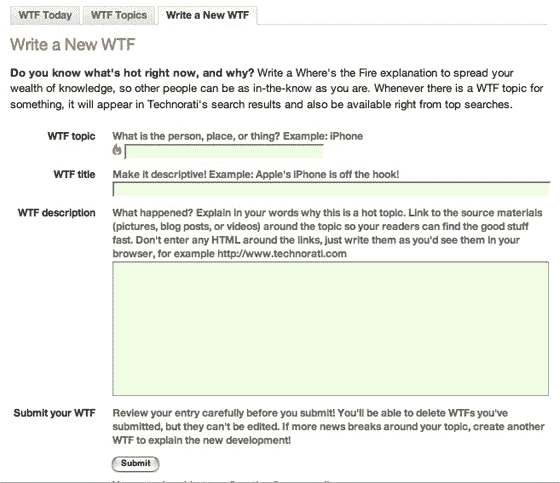 WTF Today WTF Topics Write a New WTF
Write a New WTF
Do you know what's hot right now, and why? Write a Where's the Fire explanation to spread your
wealth of knowledge, so other people can be as in-the-know as you are. Whenever there is a WTF topic for
something, it will appear in Technorati's search results and also be available right from top searches.
WTF topic What is the person, place, or thing? Example: iPhone
WTF title Make it descriptive! Example: Apple's iPhone is off the hook!
WTF description What happened? Explain in your words why this is a hot topic. Link to the source materials
(pictures, blog posts, or videos) around the topic so your readers can find the good stuff
fast. Don't enter any HTML around the links, just write them as you'd see them in your
browser, for example http://www.technorati.com
Submit your WTF Review your entry carefully before you submit! You'll be able to delete WTFs you've
submitted, but they can't be edited. If more news breaks around your topic, create another
WTF to explain the new development!
Submit